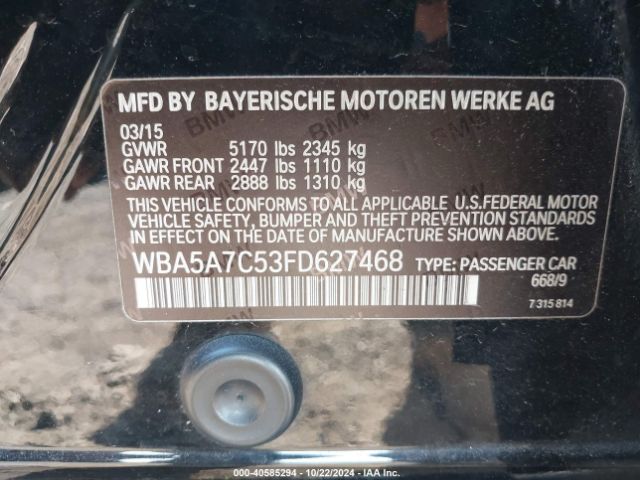 MFD BY BAYERISCHE MOTOREN WERKE AG
03/15
GVWR 5170 lbs 2345 kg
GAWR FRONT 2447 lbs 1110 kg
GAWR REAR 2888 lbs 1310 kg
THIS VEHICLE CONFORMS TO ALL APPLICABLE U.S.FEDERAL MOTOR
VEHICLE SAFETY, BUMPER AND THEFT PREVENTION STANDARDS
IN EFFECT ON THE DATE OF MANUFACTURE SHOWN ABOVE.
WBA5A7C53FD627468 TYPE: PASSENGER CAR
668/9
7 315 814
000-40585294 - 10/22/2024 - IAA Inc.